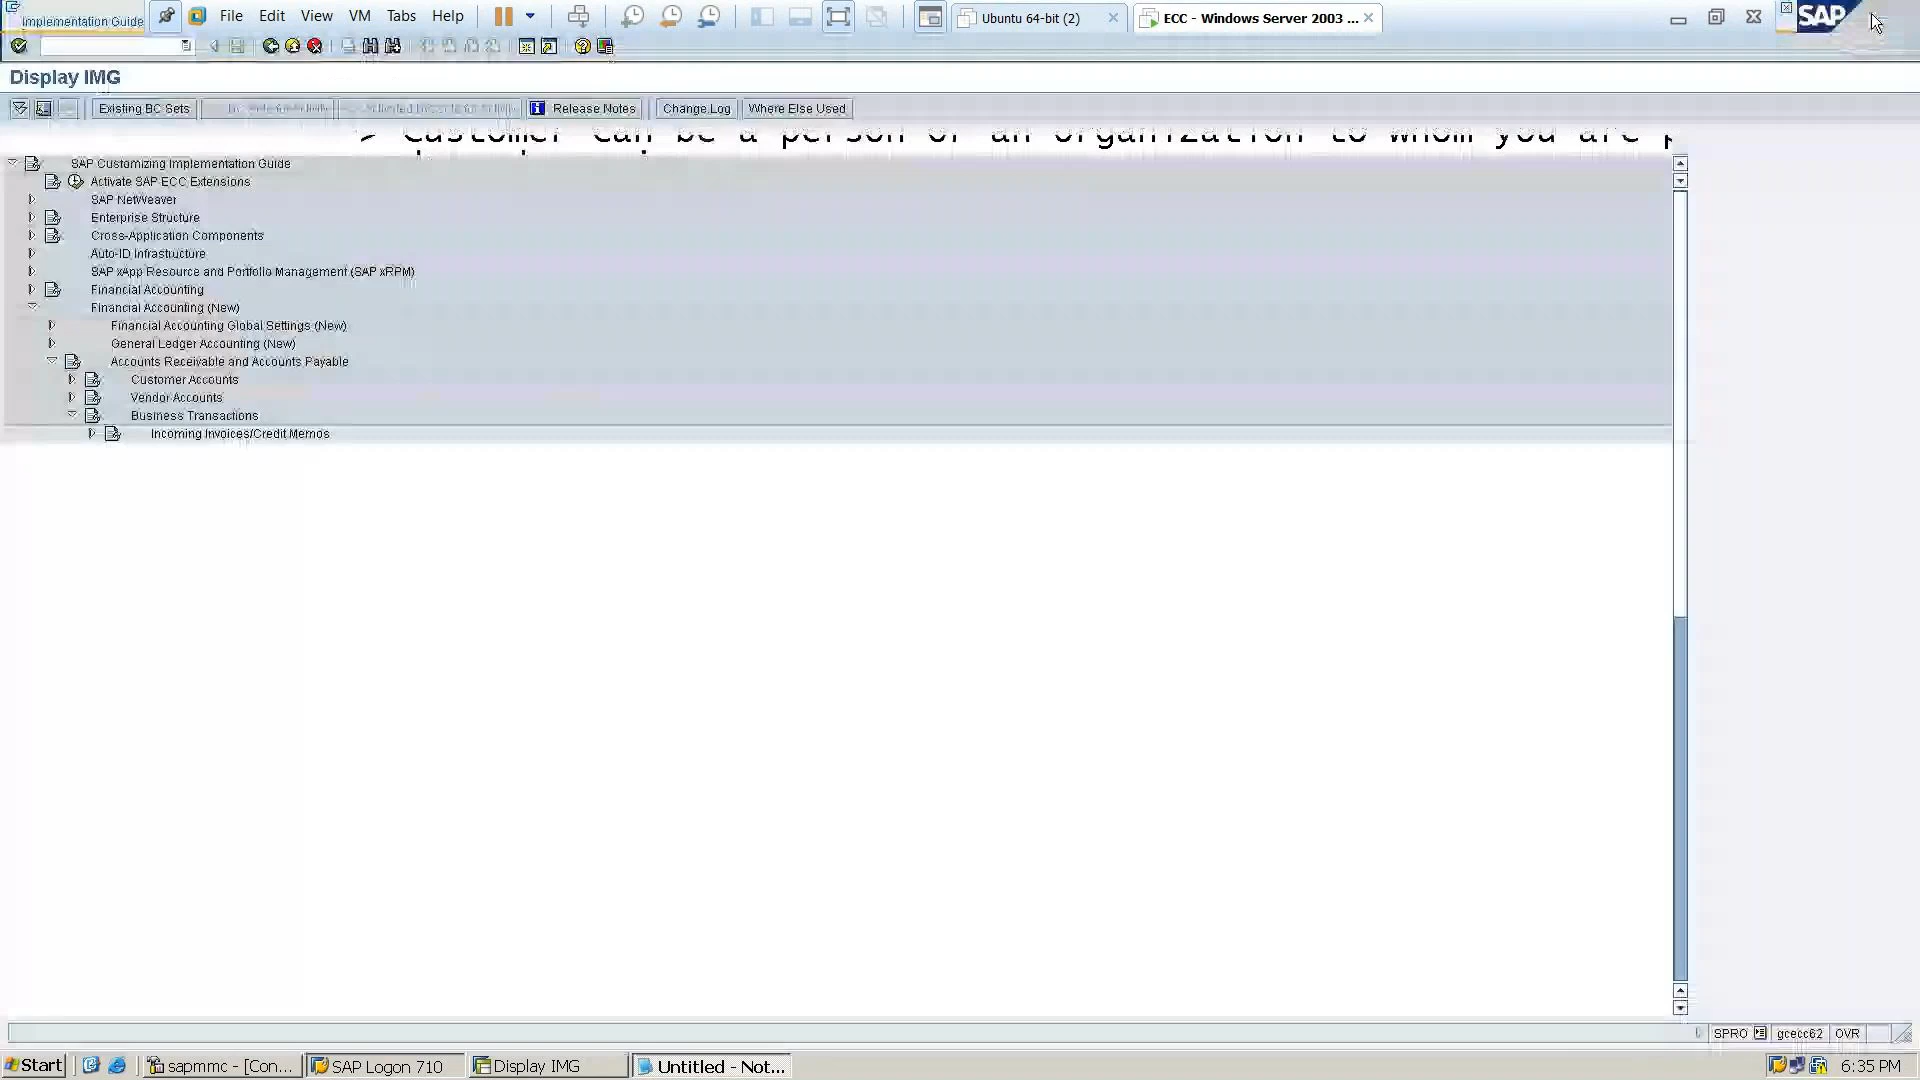 Implementation Guide
File Edit View VM Tabs Help
Ubuntu 64-bit (2)
ECC - Windows Server 2003 ...
SAP
Display IMG
Existing BC Sets
Release Notes
Change Log
Where Else Used
> Customer can be a person or an organization to whom you are p
SAP Customizing Implementation Guide
Activate SAP ECC Extensions
SAP NetWeaver
Enterprise Structure
Cross-Application Components
Auto-ID Infrastructure
SAP xApp Resource and Portfolio Management (SAP xRPM)
Financial Accounting
Financial Accounting (New)
Financial Accounting Global Settings (New)
General Ledger Accounting (New)
Accounts Receivable and Accounts Payable
Customer Accounts
Vendor Accounts
Business Transactions
Incoming Invoices/Credit Memos
SPRO gcecc62 OVR
Start
sapmmc - [Con...
SAP Logon 710
Display IMG
Untitled - Not...
6:35 PM